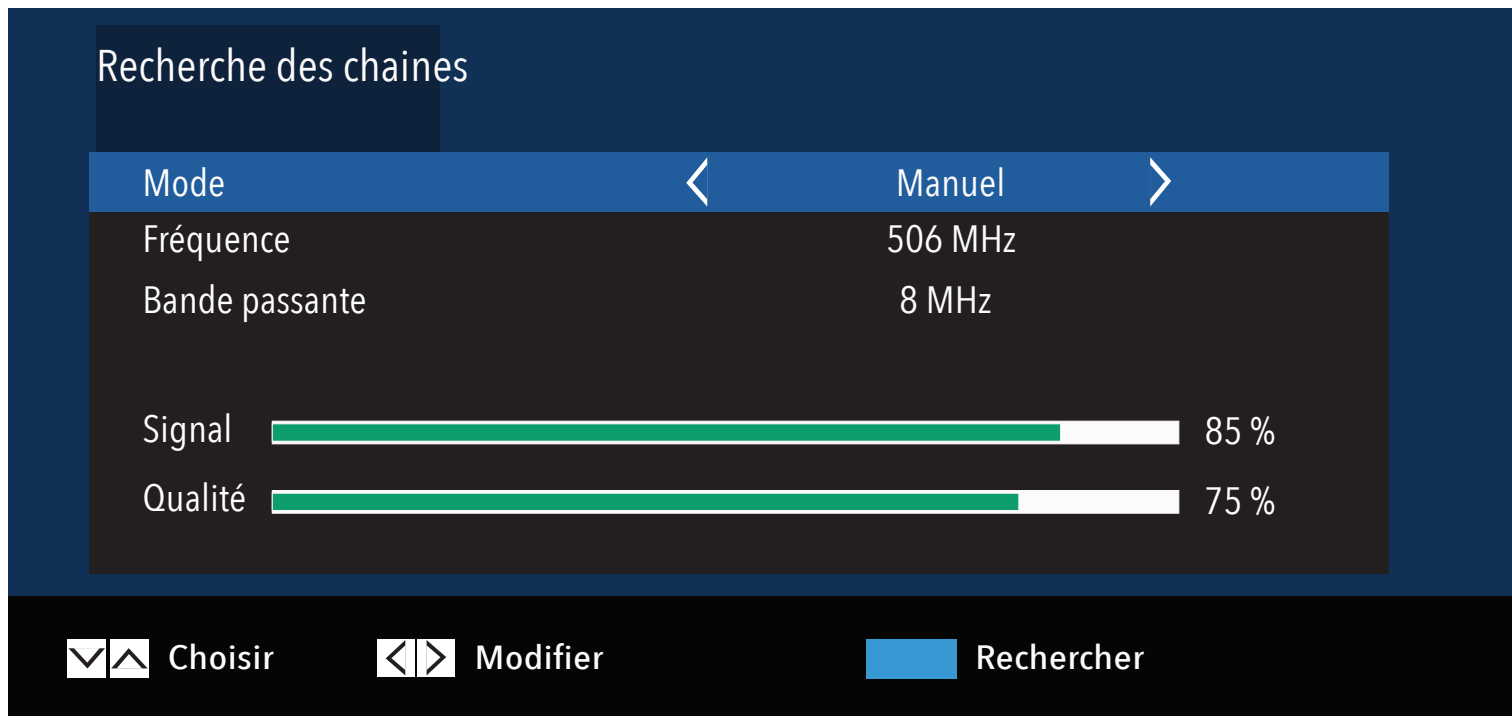 Recherche des chaines
Mode Manuel
Fréquence 506 MHz
Bande passante 8 MHz
Signal 85 %
Qualité 75 %
Choisir Modifier Rechercher